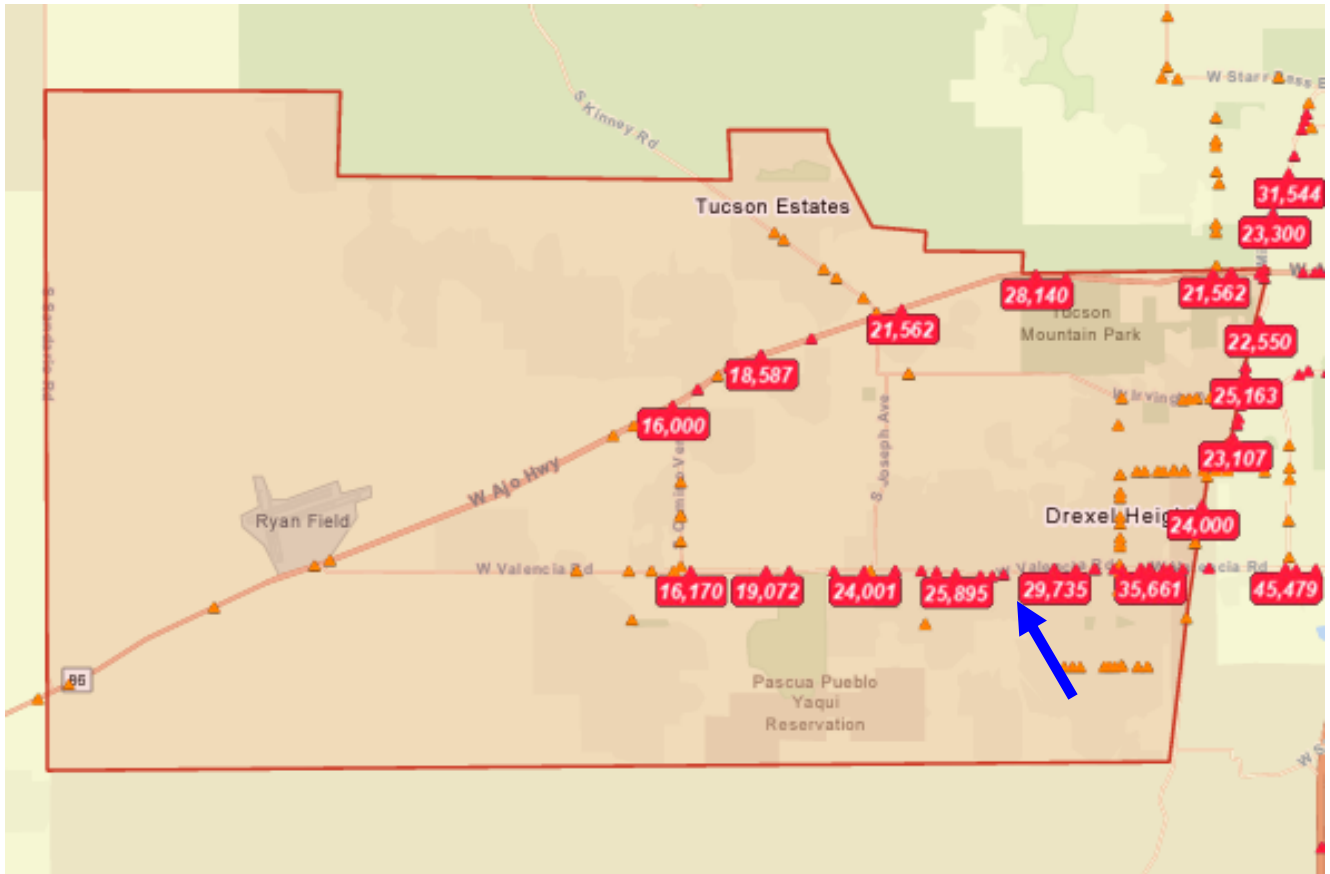 W Starr Pass B
S Kinney Rd
31,544
Tucson Estates
23,300
28,140
21,562
Tucson
Mountain Park
21,562
22,550
18,587
25,163
16,000
S Joseph Ave
23,107
W Ajo Hwy
Ryan Field
Drexel Heigh
24,000
W Valencia Rd
W Valencia Rd
16,170
19,072
24,001
25,895
29,735
35,661
45,479
86
Pascua Pueblo
Yaqui
Reservation